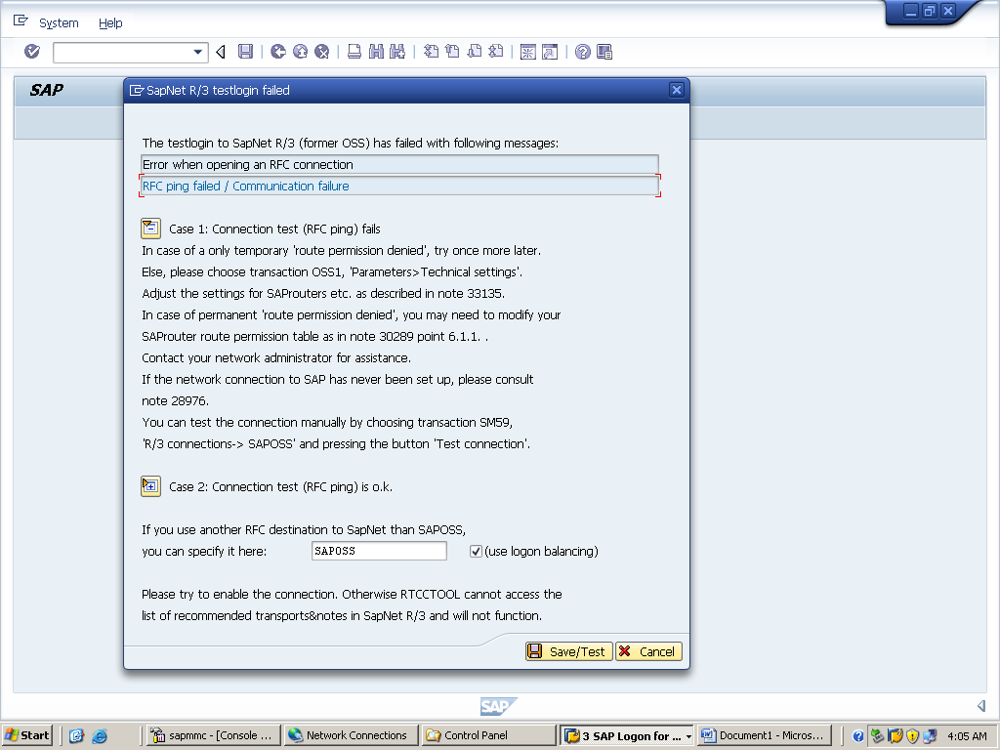 System Help
SAP
SapNet R/3 testlogin failed
The testlogin to SapNet R/3 (former OSS) has failed with following messages:
Error when opening an RFC connection
RFC ping failed / Communication failure
Case 1: Connection test (RFC ping) fails
In case of a only temporary 'route permission denied', try once more later.
Else, please choose transaction OSS1, 'Parameters>Technical settings'.
Adjust the settings for SAProuters etc. as described in note 33135.
In case of permanent 'route permission denied', you may need to modify your
SAProuter route permission table as in note 30289 point 6.1.1. .
Contact your network administrator for assistance.
If the network connection to SAP has never been set up, please consult
note 28976.
You can test the connection manually by choosing transaction SM59,
'R/3 connections-> SAPOSS' and pressing the button 'Test connection'.
Case 2: Connection test (RFC ping) is o.k.
If you use another RFC destination to SapNet than SAPOSS,
you can specify it here: SAPOSS (use logon balancing)
Please try to enable the connection. Otherwise RTCCTOOL cannot access the
list of recommended transports&notes in SapNet R/3 and will not function.
Save/Test Cancel
SAP
Start sapmmc - [Console ... Network Connections Control Panel 3 SAP Logon for ... Document1 - Micros... 4:05 AM